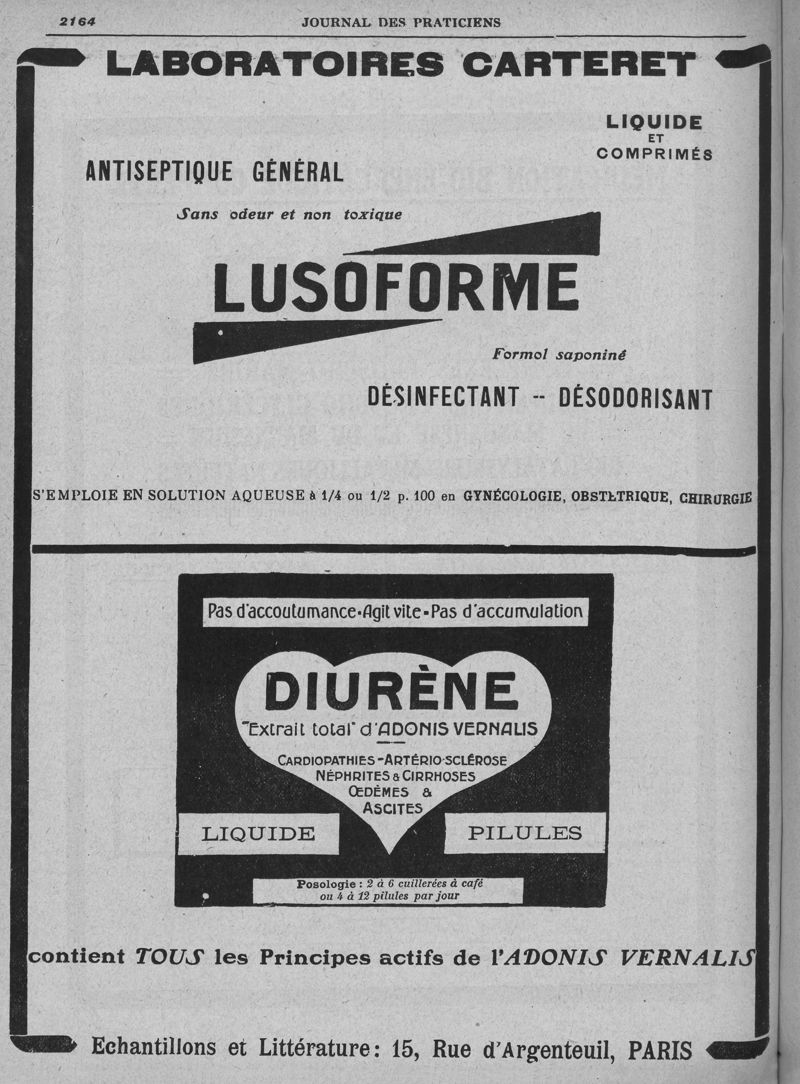 2164
JOURNAL DES PRATICIENS
LABORATOIRES CARTERET
LIQUIDE
ET
COMPRIMÉS
ANTISEPTIQUE GÉNÉRAL
Sans odeur et non toxique
LUSOFORME
Formol saponiné
DÉSINFECTANT -- DÉSODORISANT
S'EMPLOIE EN SOLUTION AQUEUSE à 1/4 ou 1/2 p. 100 en GYNÉCOLOGIE, OBSTÉTRIQUE, CHIRURGIE
Pas d'accoutumance-Agit vite-Pas d'accumulation
DIURÈNE
"Extrait total" d'ADONIS VERNALIS
CARDIOPATHIES-ARTÉRIO-SCLÉROSE
NÉPHRITES & CIRRHOSES
ŒDÈMES &
ASCITES
LIQUIDE
PILULES
Posologie : 2 à 6 cuillerées à café
ou 4 à 12 pilules par jour
contient TOUS les Principes actifs de l'ADONIS VERNALIS
Echantillons et Littérature: 15, Rue d'Argenteuil, PARIS